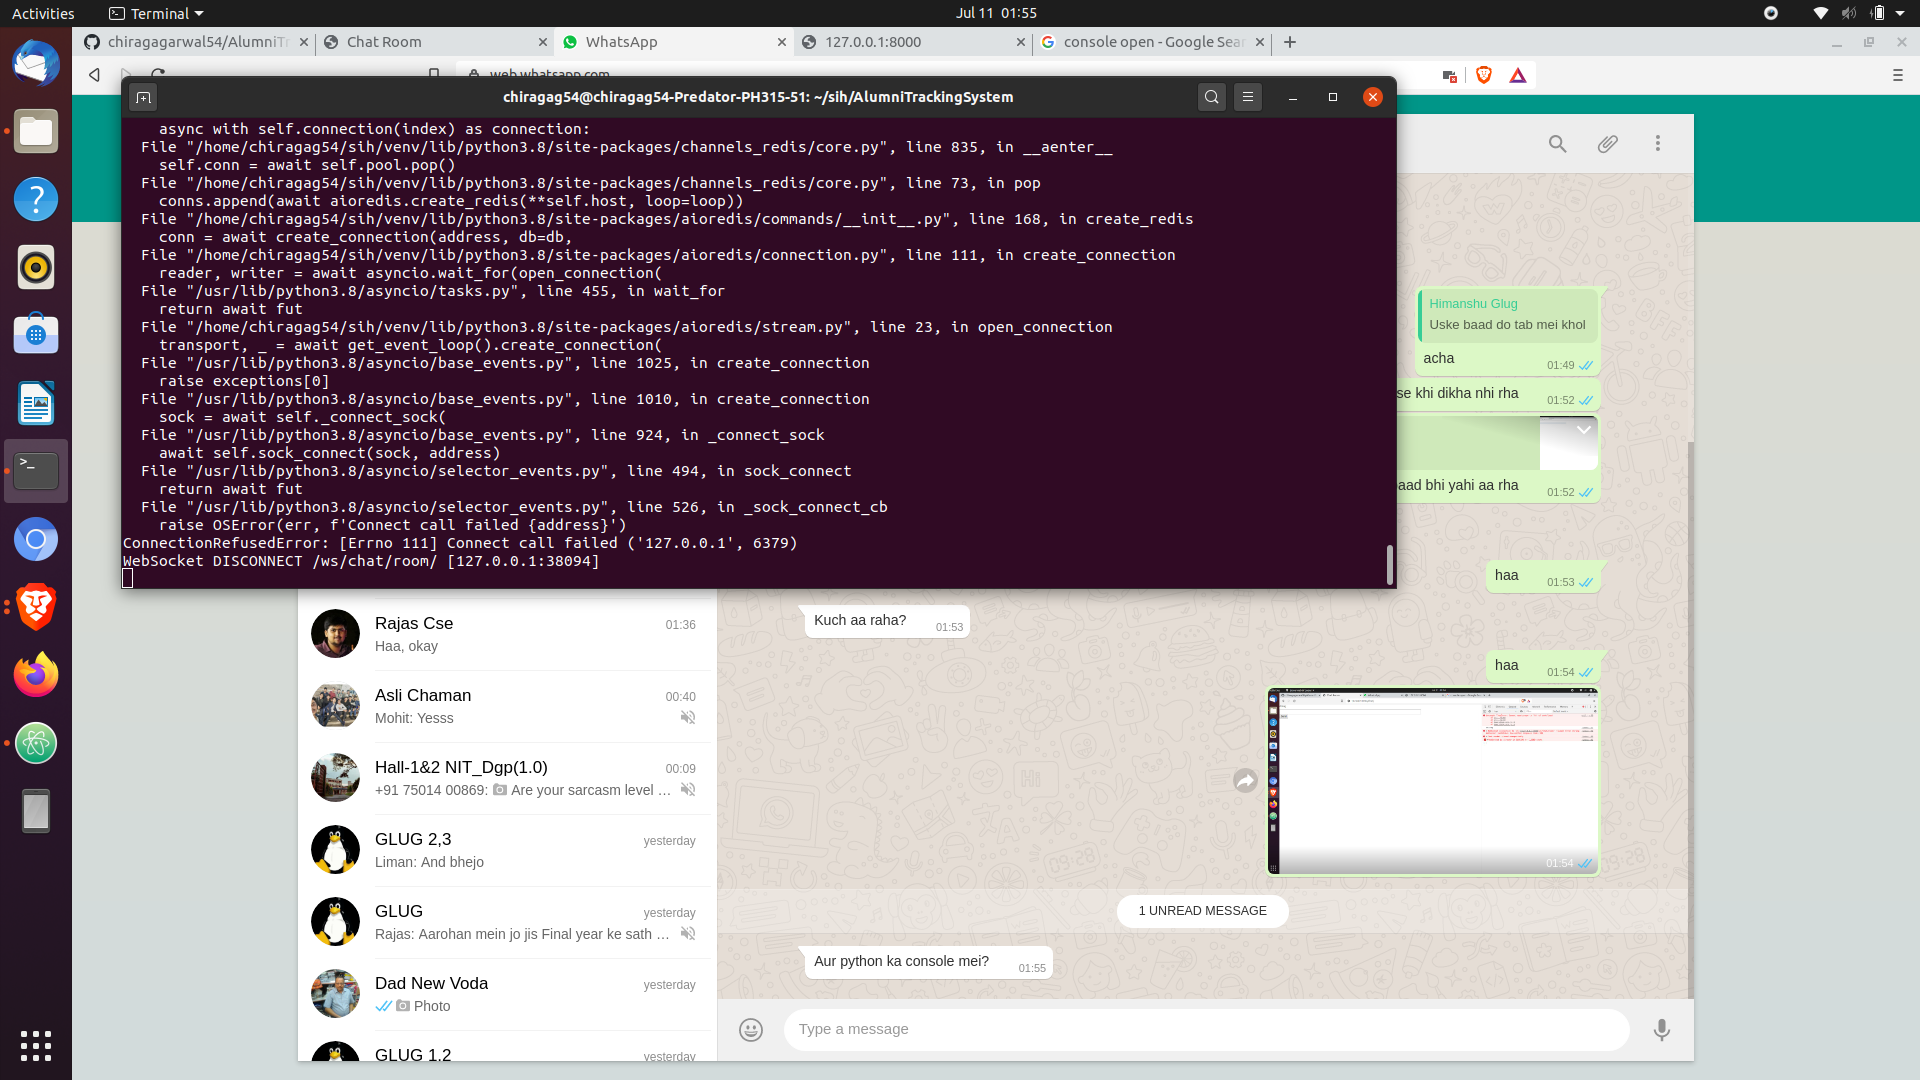 Activities
Terminal
Jul 11 01:55
chiragagarwal54/AlumniTr
Chat Room
WhatsApp
127.0.0.1:8000
console open - Google Sear
web.whatsapp.com
chiragag54@chiragag54-Predator-PH315-51: ~/sih/AlumniTrackingSystem
async with self.connection(index) as connection:
File "/home/chiragag54/sih/venv/lib/python3.8/site-packages/channels_redis/core.py", line 835, in __aenter__
self.conn = await self.pool.pop()
File "/home/chiragag54/sih/venv/lib/python3.8/site-packages/channels_redis/core.py", line 73, in pop
conns.append(await aioredis.create_redis(**self.host, loop=loop))
File "/home/chiragag54/sih/venv/lib/python3.8/site-packages/aioredis/commands/__init__.py", line 168, in create_redis
conn = await create_connection(address, db=db,
File "/home/chiragag54/sih/venv/lib/python3.8/site-packages/aioredis/connection.py", line 111, in create_connection
reader, writer = await asyncio.wait_for(open_connection(
File "/usr/lib/python3.8/asyncio/tasks.py", line 455, in wait_for
return await fut
File "/home/chiragag54/sih/venv/lib/python3.8/site-packages/aioredis/stream.py", line 23, in open_connection
transport, _ = await get_event_loop().create_connection(
File "/usr/lib/python3.8/asyncio/base_events.py", line 1025, in create_connection
raise exceptions[0]
File "/usr/lib/python3.8/asyncio/base_events.py", line 1010, in create_connection
sock = await self._connect_sock(
File "/usr/lib/python3.8/asyncio/base_events.py", line 924, in _connect_sock
await self.sock_connect(sock, address)
File "/usr/lib/python3.8/asyncio/selector_events.py", line 494, in sock_connect
return await fut
File "/usr/lib/python3.8/asyncio/selector_events.py", line 526, in _sock_connect_cb
raise OSError(err, f'Connect call failed {address}')
ConnectionRefusedError: [Errno 111] Connect call failed ('127.0.0.1', 6379)
WebSocket DISCONNECT /ws/chat/room/ [127.0.0.1:38094]
Himanshu Glug
Uske baad do tab mei khol
acha
01:49
se khi dikha nhi rha
01:52
aad bhi yahi aa rha
01:52
haa
01:53
Kuch aa raha?
01:53
haa
01:54
01:54
1 UNREAD MESSAGE
Aur python ka console mei?
01:55
Type a message
Rajas Cse
01:36
Haa, okay
Asli Chaman
00:40
Mohit: Yesss
Hall-1&2 NIT_Dgp(1.0)
00:09
+91 75014 00869: Are your sarcasm level ...
GLUG 2,3
yesterday
Liman: And bhejo
GLUG
yesterday
Rajas: Aarohan mein jo jis Final year ke sath ...
Dad New Voda
yesterday
Photo
GLUG 1,2
yesterday